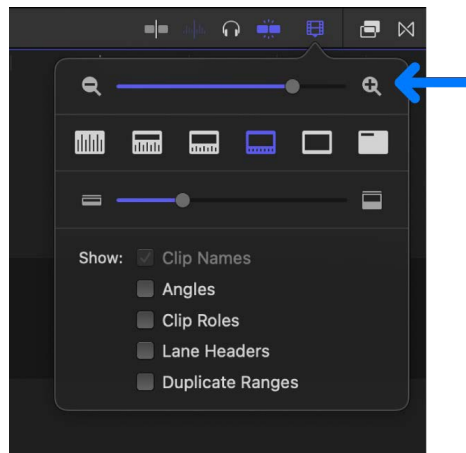 Show:
Clip Names
Angles
Clip Roles
Lane Headers
Duplicate Ranges